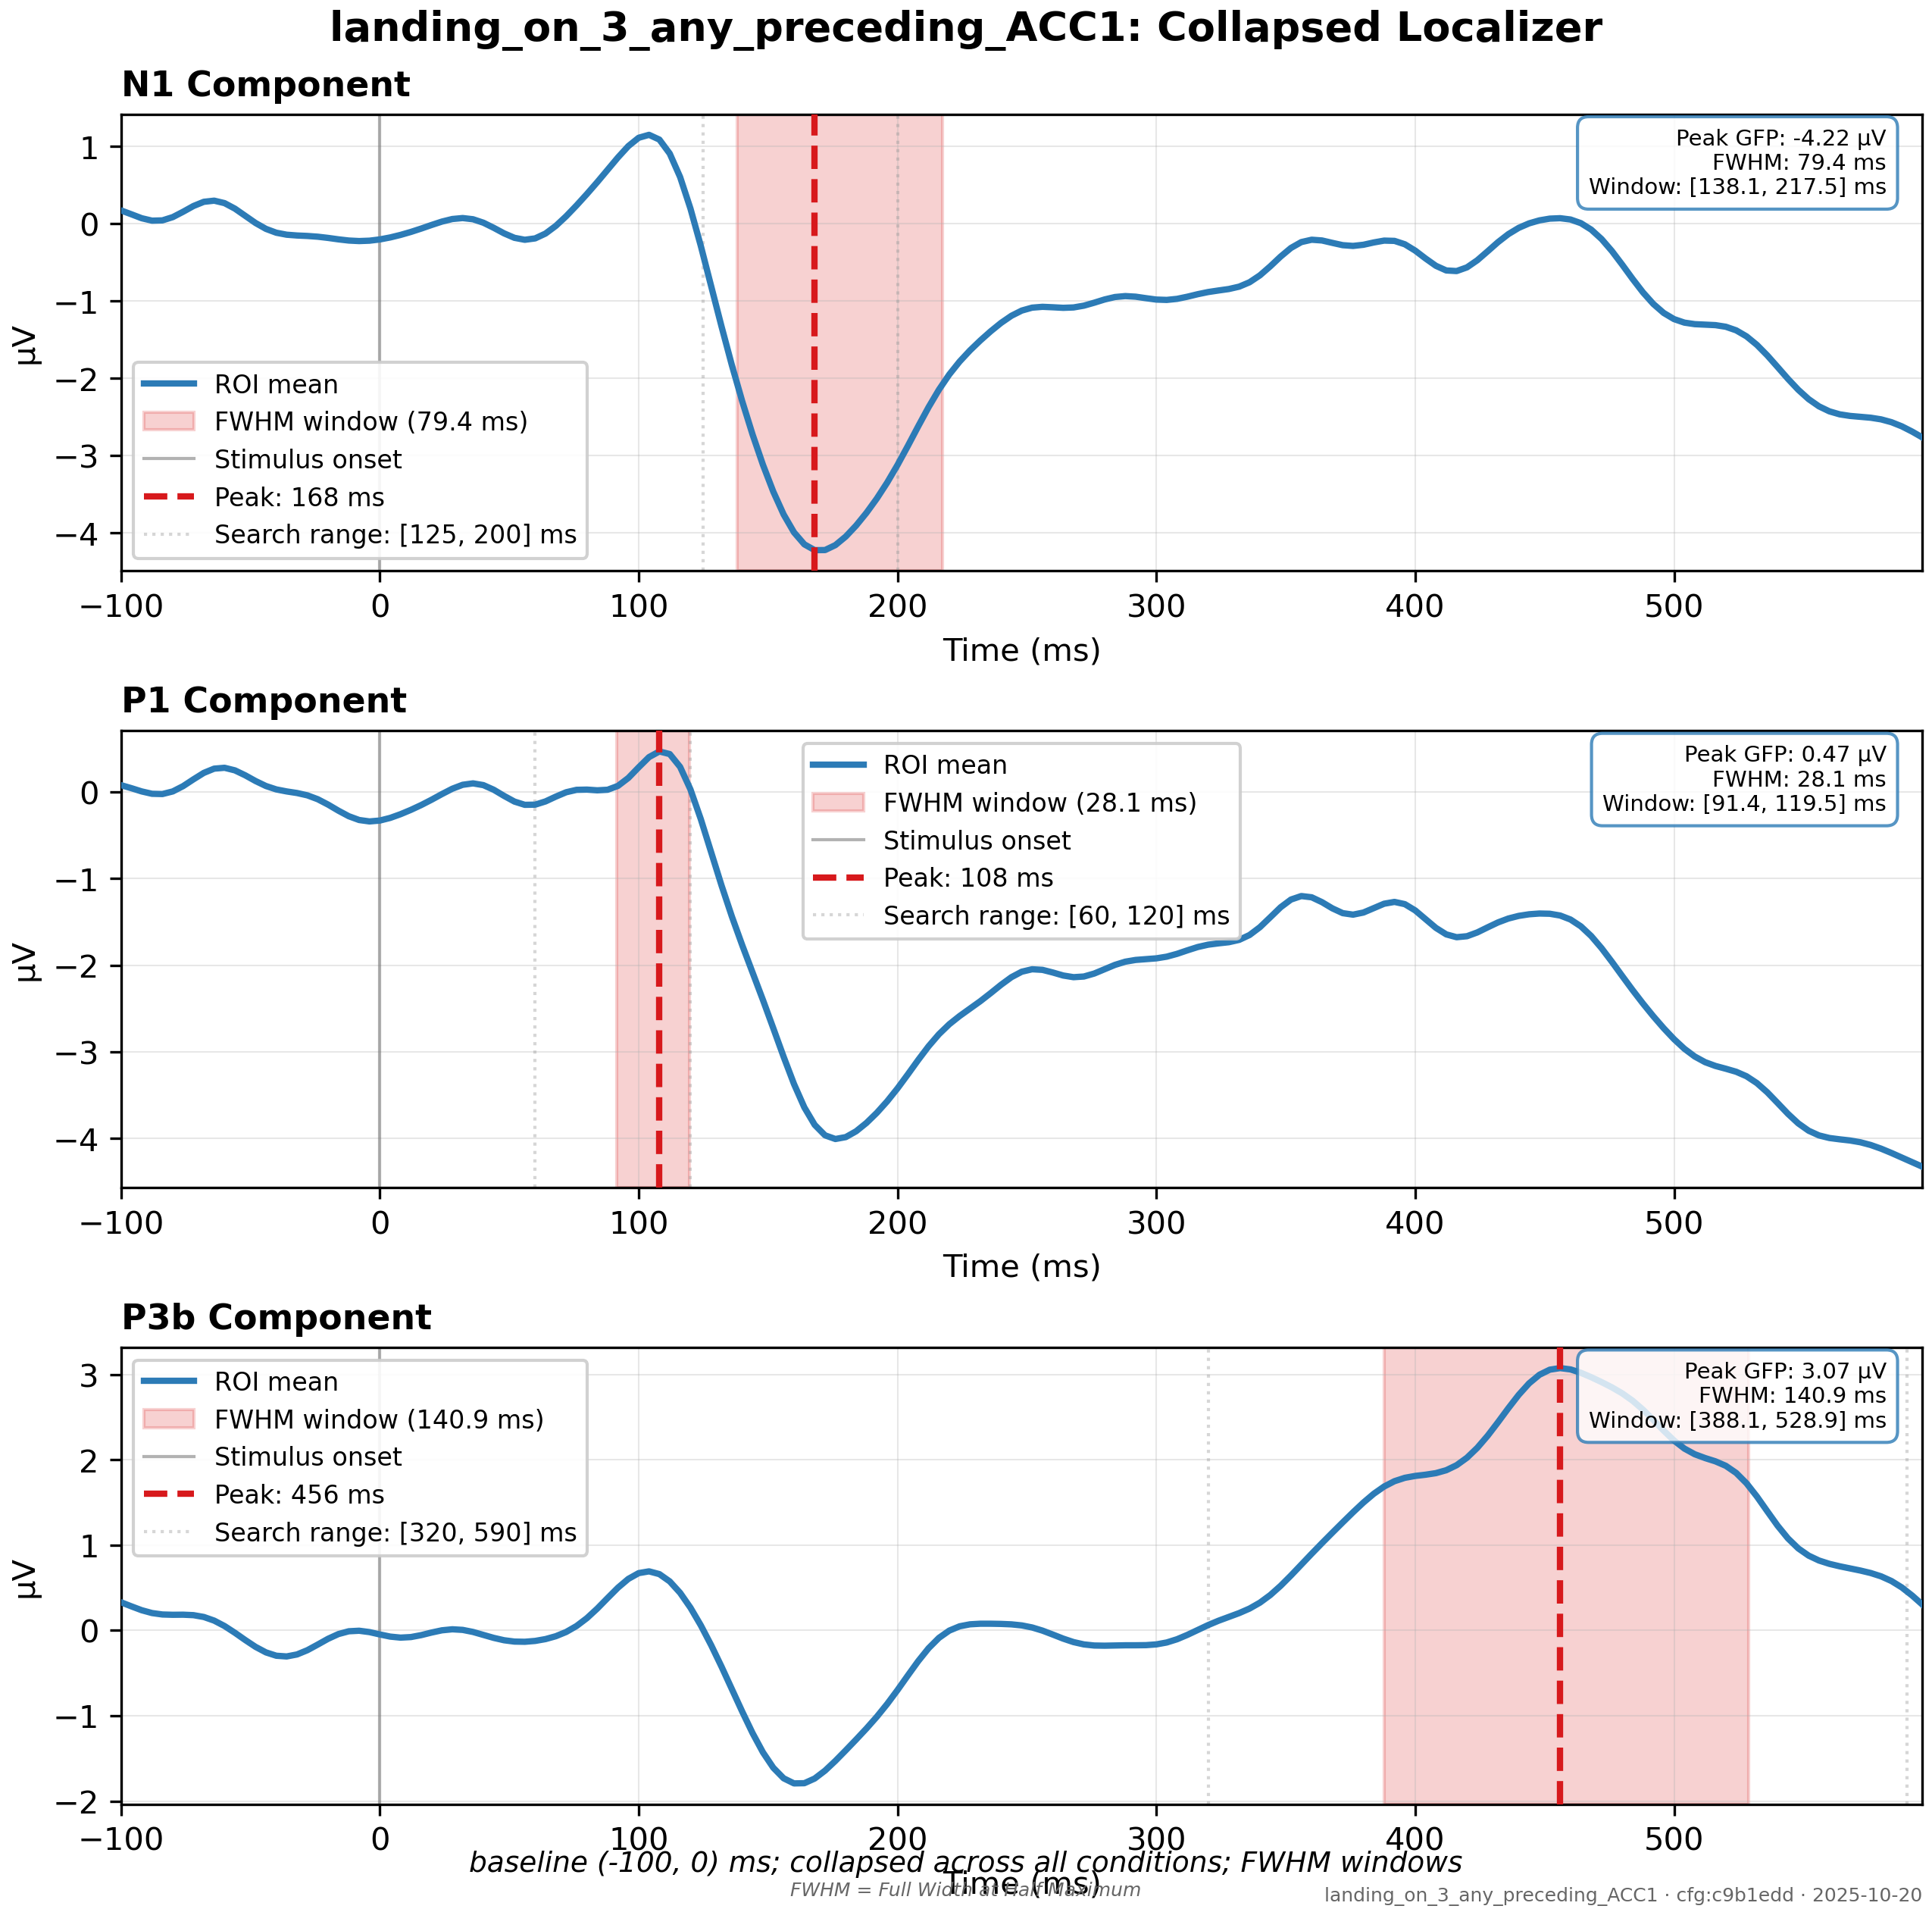 landing_on_3_any_preceding_ACC1: Collapsed Localizer
N1 Component
Peak GFP: -4.22 µV
FWHM: 79.4 ms
Window: [138.1, 217.5] ms
1
0
−1
−2
−3
−4
µV
ROI mean
FWHM window (79.4 ms)
Stimulus onset
Peak: 168 ms
Search range: [125, 200] ms
−100 0 100 200 300 400 500
Time (ms)
P1 Component
Peak GFP: 0.47 µV
FWHM: 28.1 ms
Window: [91.4, 119.5] ms
0
−1
−2
−3
−4
µV
ROI mean
FWHM window (28.1 ms)
Stimulus onset
Peak: 108 ms
Search range: [60, 120] ms
−100 0 100 200 300 400 500
Time (ms)
P3b Component
Peak GFP: 3.07 µV
FWHM: 140.9 ms
Window: [388.1, 528.9] ms
3
2
1
0
−1
−2
µV
ROI mean
FWHM window (140.9 ms)
Stimulus onset
Peak: 456 ms
Search range: [320, 590] ms
−100 0 100 200 300 400 500
baseline (-100, 0) ms; collapsed across all conditions; FWHM windows
Time (ms)
FWHM = Full Width at Half Maximum
landing_on_3_any_preceding_ACC1 · cfg:c9b1edd · 2025-10-20